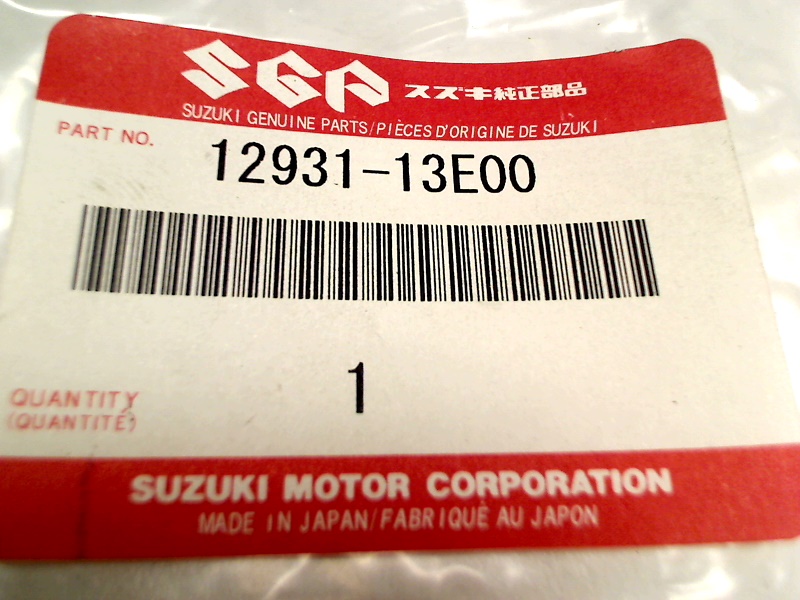 SGP スズキ純正部品
SUZUKI GENUINE PARTS/PIÈCES D'ORIGINE DE SUZUKI
PART NO.
12931-13E00
1
QUANTITY
(QUANTITÉ)
SUZUKI MOTOR CORPORATION
MADE IN JAPAN/FABRIQUÉ AU JAPON